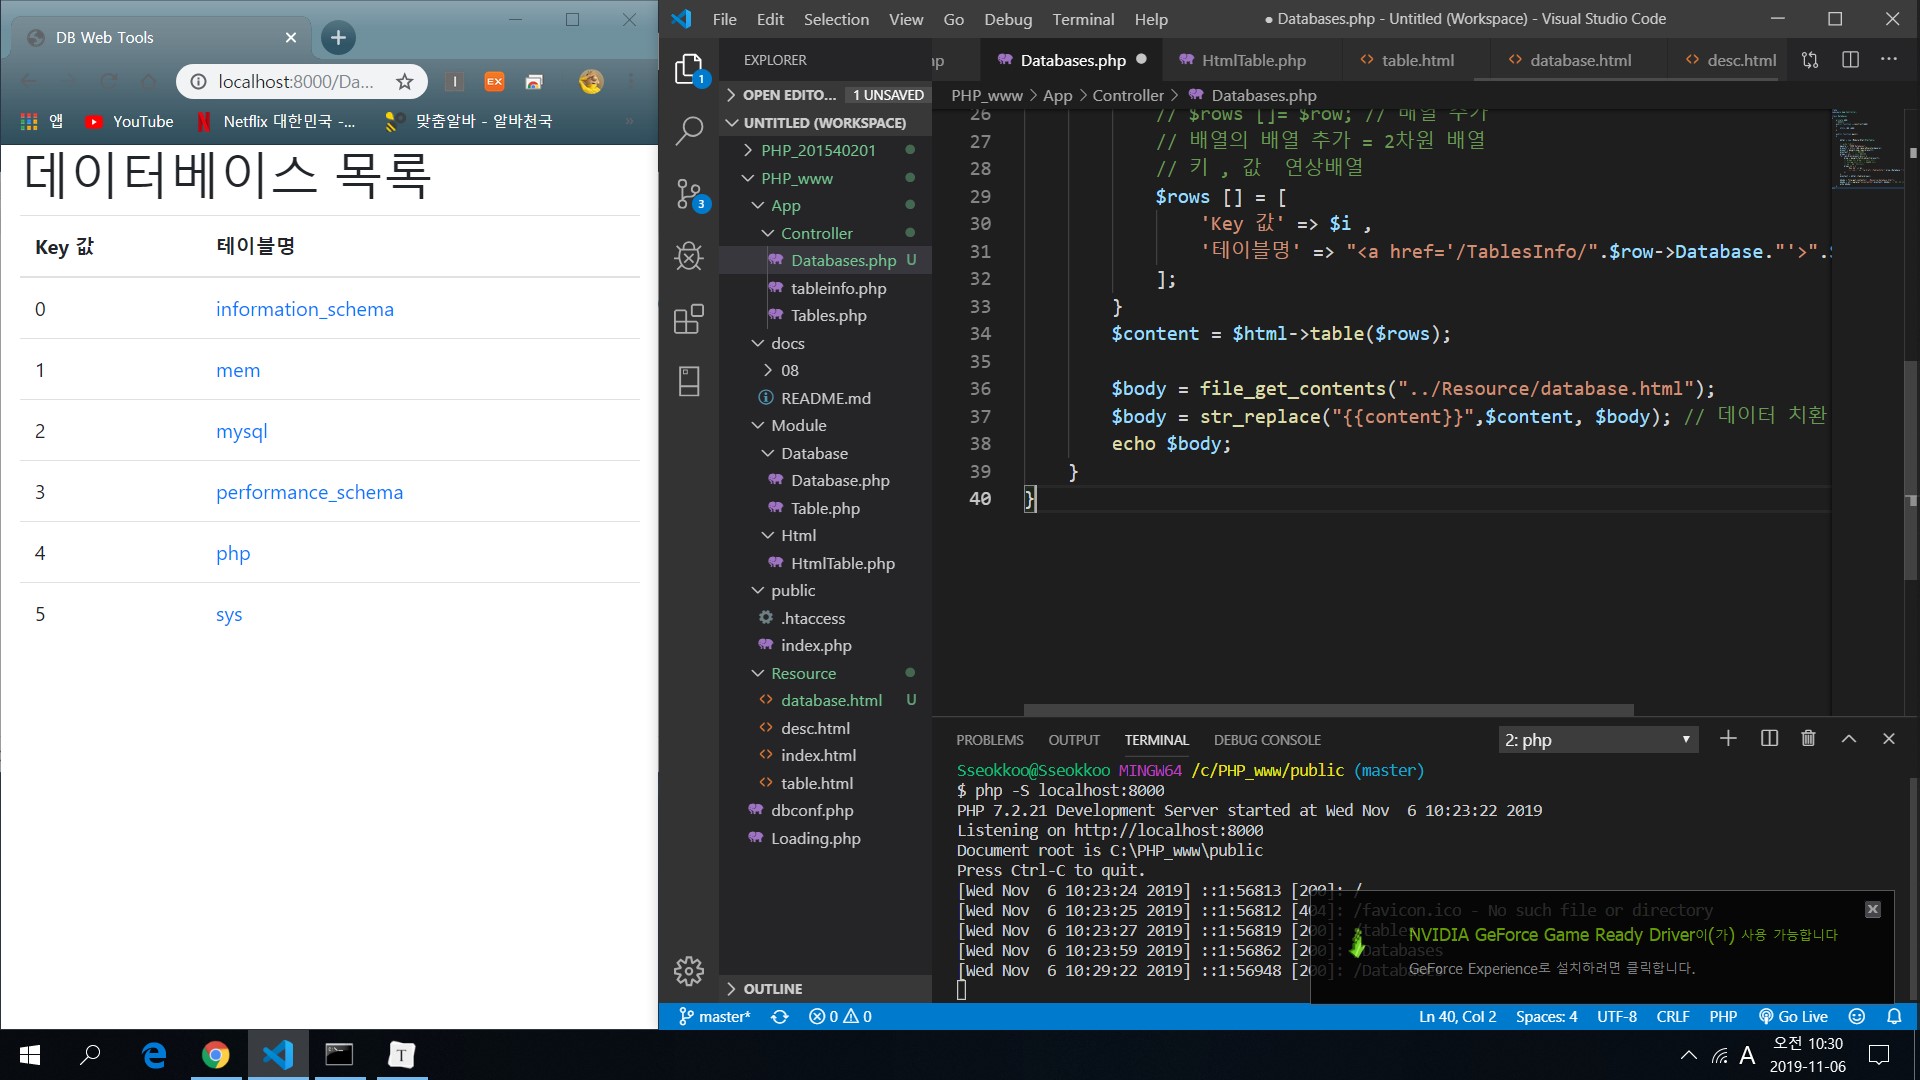 DB Web Tools
localhost:8000/Da...
EX
앱
YouTube
Netflix 대한민국 -...
맞춤알바 - 알바천국
데이터베이스 목록
Key 값 테이블명
0 information_schema
1 mem
2 mysql
3 performance_schema
4 php
5 sys
File Edit Selection View Go Debug Terminal Help
● Databases.php - Untitled (Workspace) - Visual Studio Code
EXPLORER
OPEN EDITO... 1 UNSAVED
UNTITLED (WORKSPACE)
PHP_201540201
PHP_www
App
Controller
Databases.php U
tableinfo.php
Tables.php
docs
08
README.md
Module
Database
Database.php
Table.php
Html
HtmlTable.php
public
.htaccess
index.php
Resource
database.html U
desc.html
index.html
table.html
dbconf.php
Loading.php
OUTLINE
1
3
Databases.php HtmlTable.php table.html database.html desc.html
PHP_www > App > Controller > Databases.php
26 // $rows []= $row; // 배열 추가
27 // 배열의 배열 추가 = 2차원 배열
28 // 키 , 값  연상배열
29 $rows [] = [
30 'Key 값' => $i ,
31 '테이블명' => "<a href='/TablesInfo/".$row->Database."'>".
32 ];
33 }
34 $content = $html->table($rows);
35
36 $body = file_get_contents("../Resource/database.html");
37 $body = str_replace("{{content}}",$content, $body); // 데이터 치환
38 echo $body;
39 }
40 }
PROBLEMS OUTPUT TERMINAL DEBUG CONSOLE 2: php
Sseokkoo@Sseokkoo MINGW64 /c/PHP_www/public (master)
$ php -S localhost:8000
PHP 7.2.21 Development Server started at Wed Nov  6 10:23:22 2019
Listening on http://localhost:8000
Document root is C:\PHP_www\public
Press Ctrl-C to quit.
[Wed Nov  6 10:23:24 2019] ::1:56813 [200]: /
[Wed Nov  6 10:23:25 2019] ::1:56812 [404]: /favicon.ico - No such file or directory
[Wed Nov  6 10:23:27 2019] ::1:56819 [200]: /tables
[Wed Nov  6 10:23:59 2019] ::1:56862 [200]: /Databases
[Wed Nov  6 10:29:22 2019] ::1:56948 [200]: /Databases
NVIDIA GeForce Game Ready Driver이(가) 사용 가능합니다
GeForce Experience로 설치하려면 클릭합니다.
master* 0 0
Ln 40, Col 2 Spaces: 4 UTF-8 CRLF PHP Go Live
T
A
오전 10:30
2019-11-06